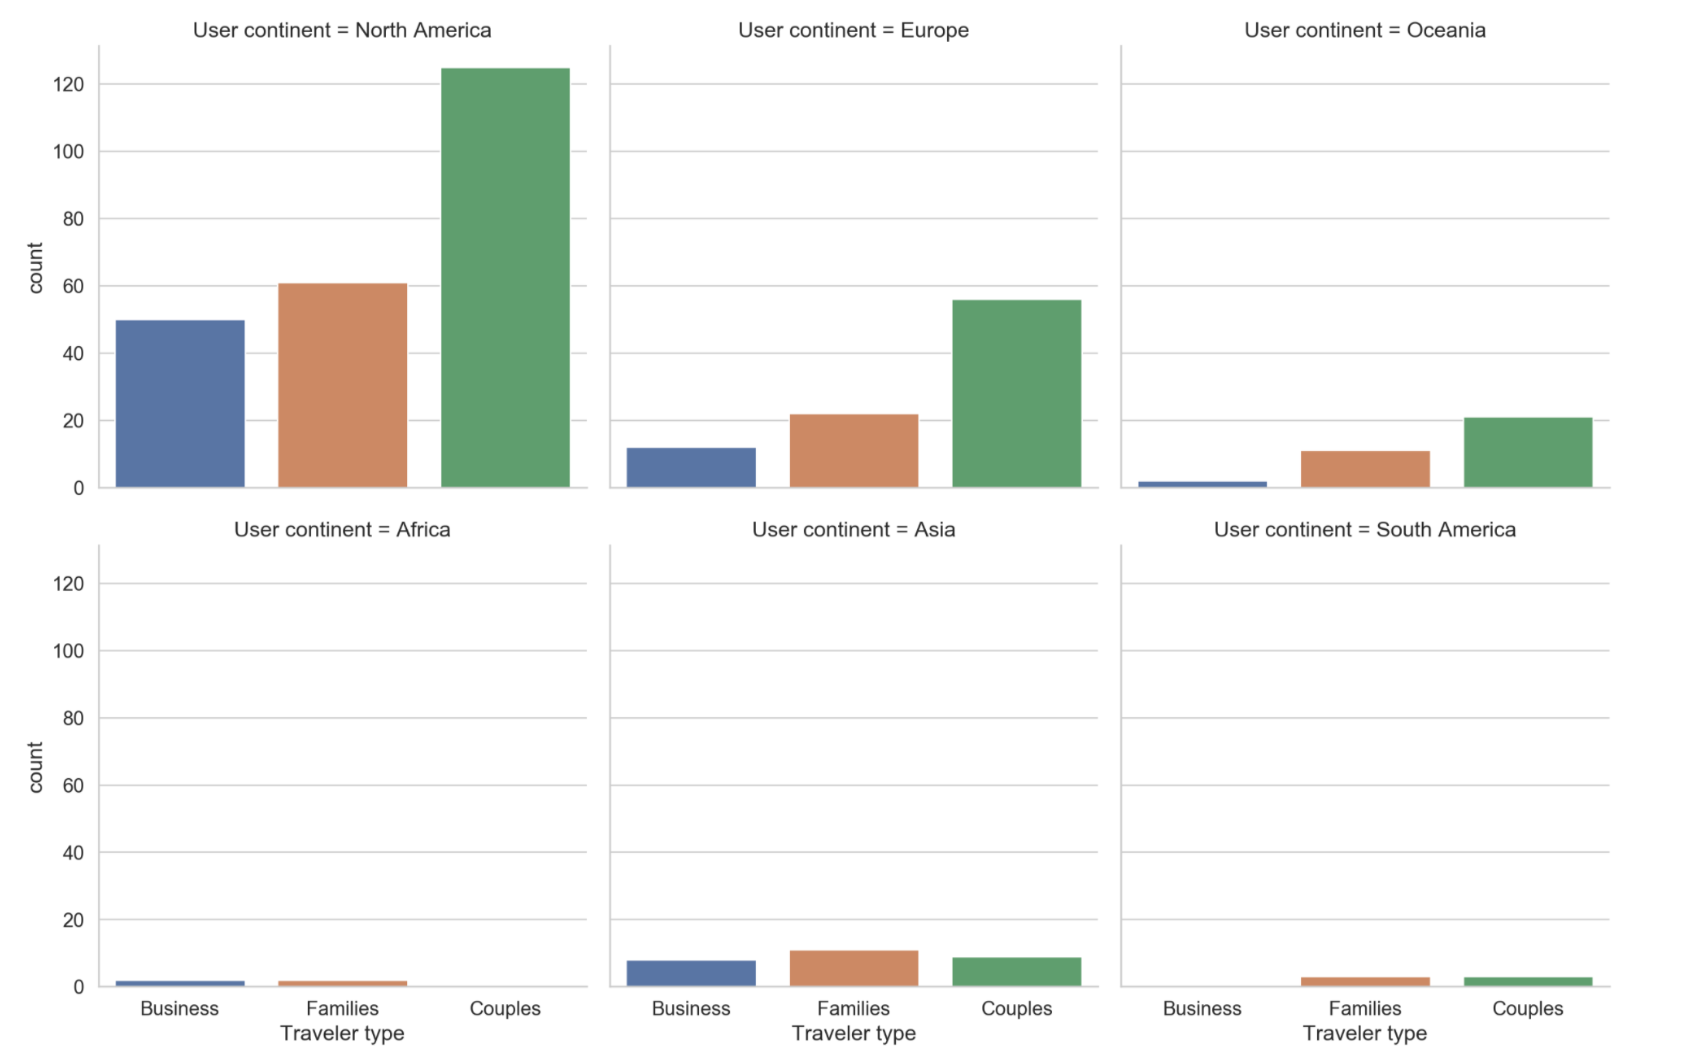 User continent = North America
User continent = Europe
User continent = Oceania
120
100
80
60
40
20
0
count
User continent = Africa
User continent = Asia
User continent = South America
120
100
80
60
40
20
0
count
Business Families Couples
Business Families Couples
Business Families Couples
Traveler type
Traveler type
Traveler type